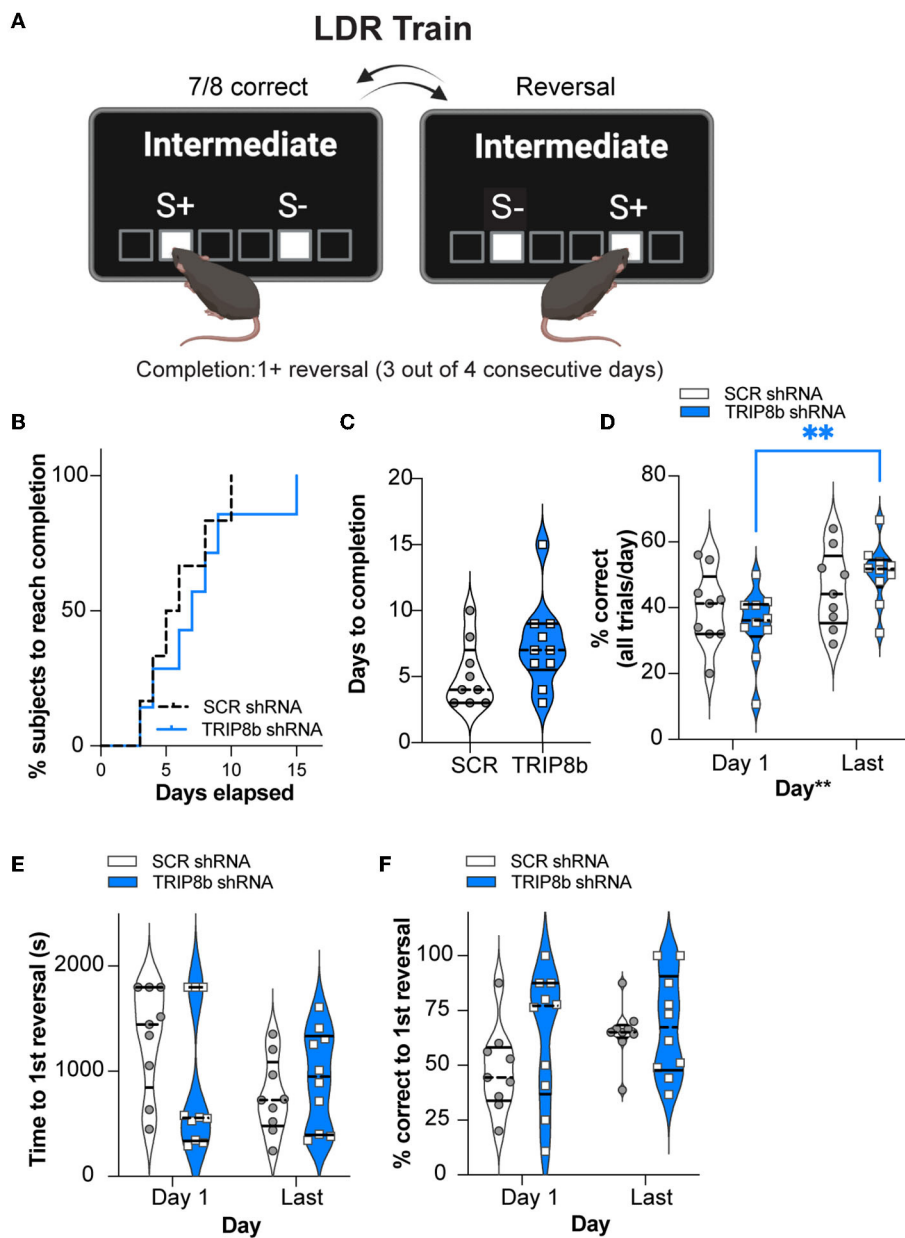 A
LDR Train
7/8 correct
Reversal
Intermediate
S+ S-
Intermediate
S- S+
Completion:1+ reversal (3 out of 4 consecutive days)
B
% subjects to reach completion
100
50
0
0 5 10 15
Days elapsed
SCR shRNA
TRIP8b shRNA
C
Days to completion
20
15
10
5
0
SCR TRIP8b
D
SCR shRNA
TRIP8b shRNA
**
% correct
(all trials/day)
80
60
40
20
0
Day 1 Last
Day**
E
SCR shRNA
TRIP8b shRNA
Time to 1st reversal (s)
2000
1000
0
Day 1 Last
Day
F
SCR shRNA
TRIP8b shRNA
% correct to 1st reversal
100
75
50
25
0
Day 1 Last
Day